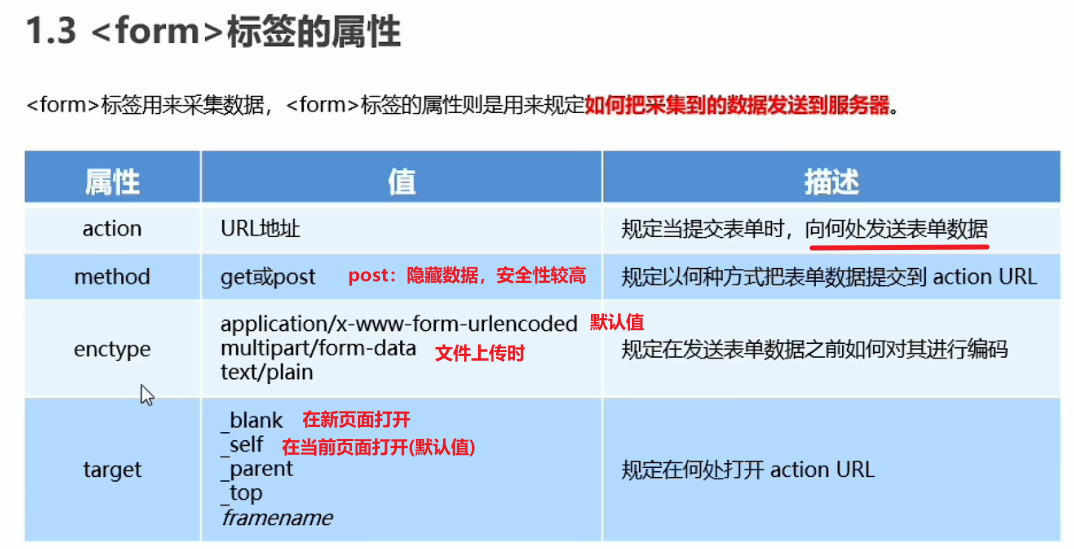 1.3 <form>标签的属性
<form>标签用来采集数据，<form>标签的属性则是用来规定如何把采集到的数据发送到服务器。
属性 值 描述
action URL地址 规定当提交表单时，向何处发送表单数据
method get或post post：隐藏数据，安全性较高 规定以何种方式把表单数据提交到 action URL
application/x-www-form-urlencoded 默认值
enctype multipart/form-data 文件上传时 规定在发送表单数据之前如何对其进行编码
text/plain
_blank 在新页面打开
_self 在当前页面打开(默认值)
target _parent 规定在何处打开 action URL
_top
framename